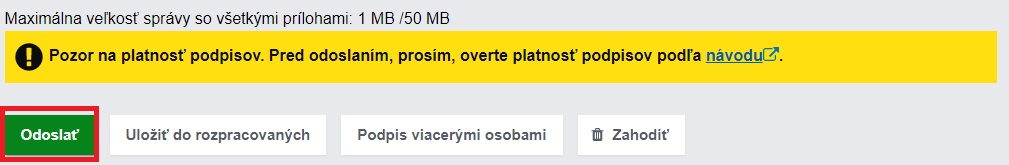 Maximálna veľkosť správy so všetkými prílohami: 1 MB /50 MB
Pozor na platnosť podpisov. Pred odoslaním, prosím, overte platnosť podpisov podľa návodu.
Odoslať
Uložiť do rozpracovaných
Podpis viacerými osobami
Zahodiť